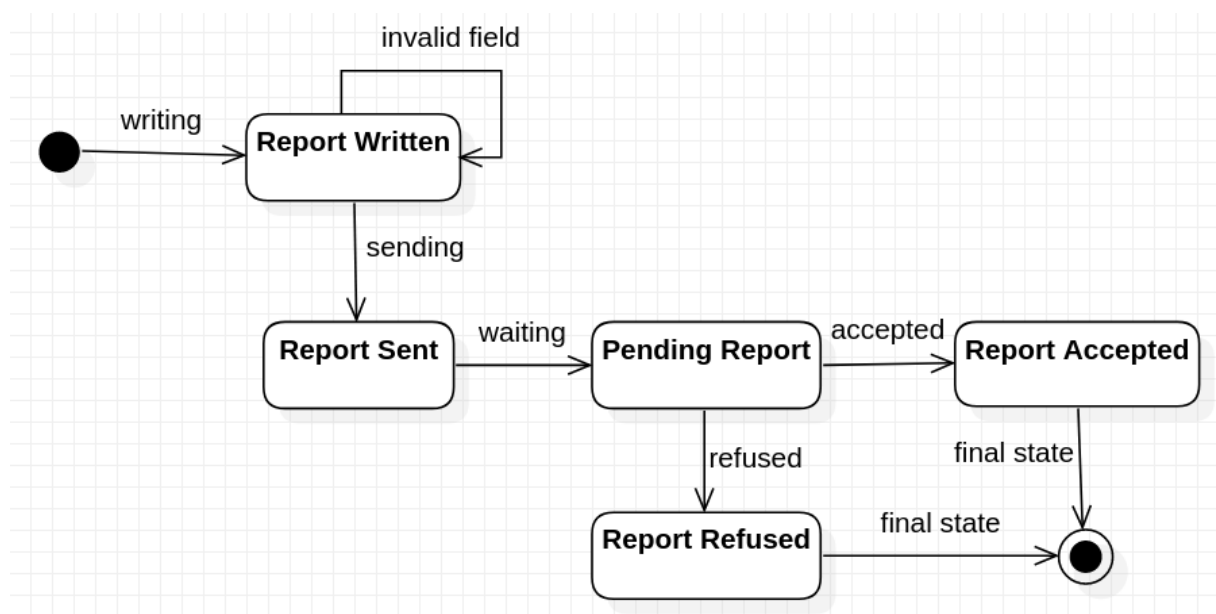 invalid field
writing
Report Written
sending
Report Sent
waiting
Pending Report
accepted
Report Accepted
refused
final state
Report Refused
final state